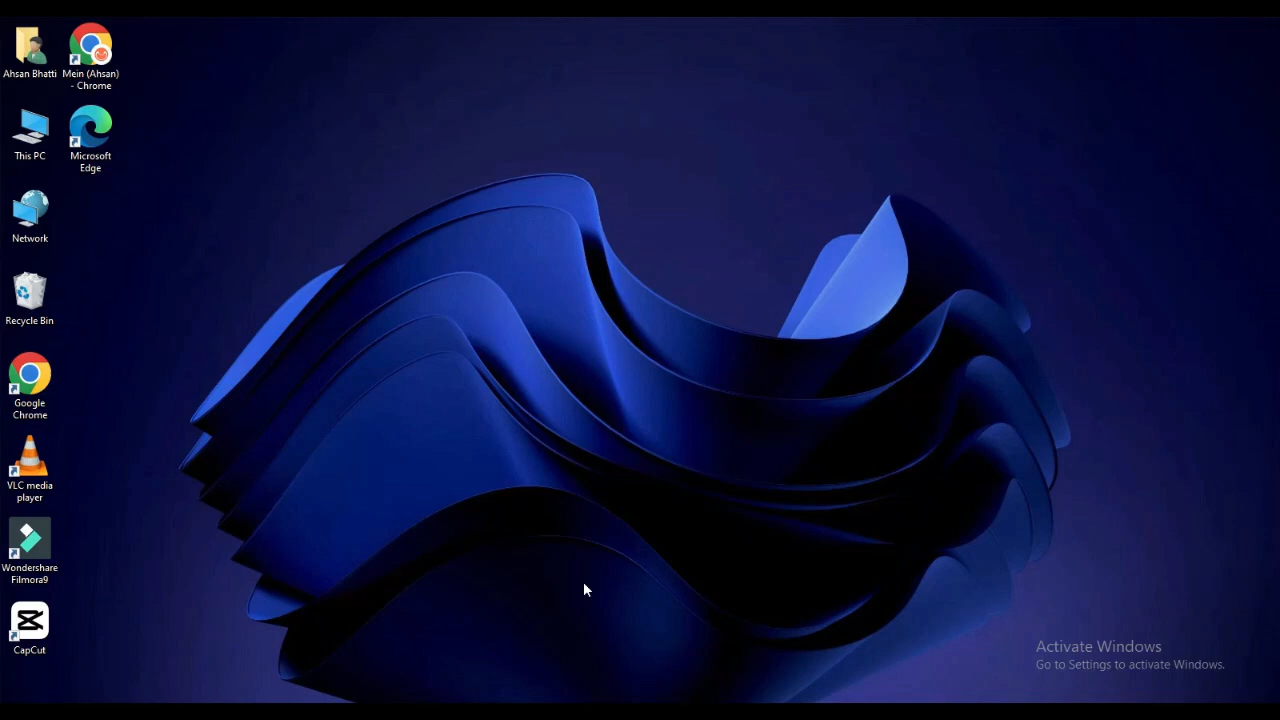 Ahsan Bhatti
Mein (Ahsan)
- Chrome
This PC
Microsoft
Edge
Network
Recycle Bin
Google
Chrome
VLC media
player
Wondershare
Filmora9
CapCut
Activate Windows
Go to Settings to activate Windows.